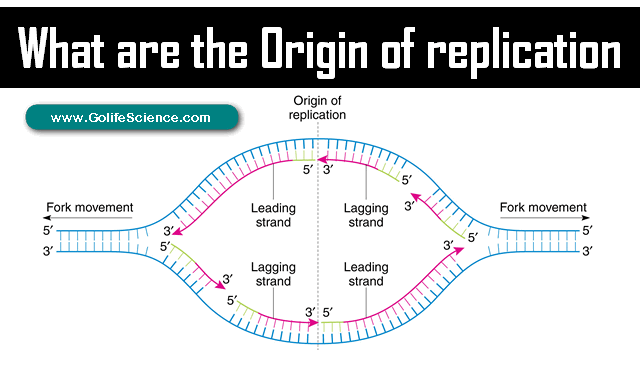 What are the Origin of replication
www.GolifeScience.com
Origin of
replication
5′ 3′
5′
Fork movement
Leading
strand
Lagging
strand
3′
Fork movement
5′
3′
5′
5′
3′
5′
3′
3′
Lagging
strand
Leading
strand
3′
5′
3′ 5′
3′